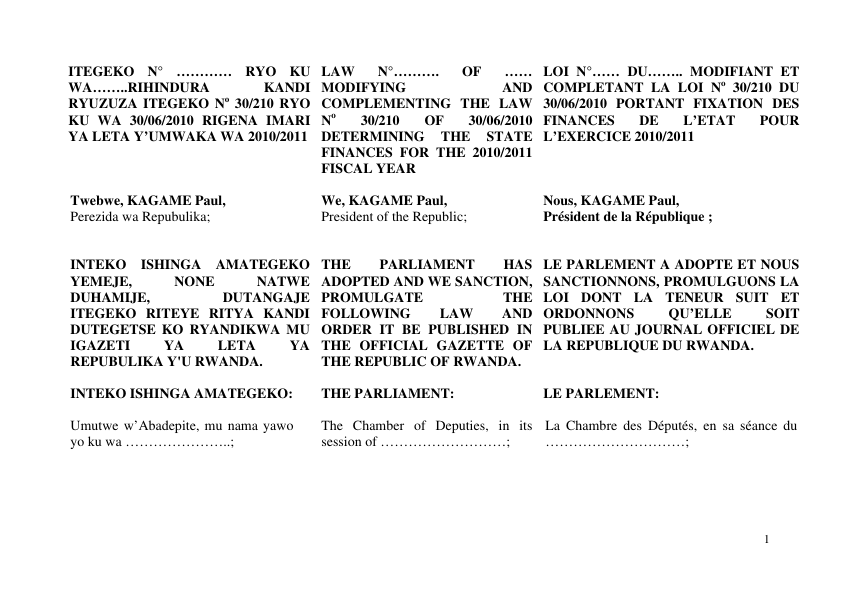 ITEGEKO N° ………… RYO KU
WA……..RIHINDURA KANDI
RYUZUZA ITEGEKO Nº 30/210 RYO
KU WA 30/06/2010 RIGENA IMARI
YA LETA Y’UMWAKA WA 2010/2011
LAW N°………. OF ……
MODIFYING AND
COMPLEMENTING THE LAW
Nº 30/210 OF 30/06/2010
DETERMINING THE STATE
FINANCES FOR THE 2010/2011
FISCAL YEAR
LOI N°…… DU…….. MODIFIANT ET
COMPLETANT LA LOI Nº 30/210 DU
30/06/2010 PORTANT FIXATION DES
FINANCES DE L’ETAT POUR
L’EXERCICE 2010/2011
Twebwe, KAGAME Paul,
Perezida wa Repubulika;
We, KAGAME Paul,
President of the Republic;
Nous, KAGAME Paul,
Président de la République ;
INTEKO ISHINGA AMATEGEKO
YEMEJE, NONE NATWE
DUHAMIJE, DUTANGAJE
ITEGEKO RITEYE RITYA KANDI
DUTEGETSE KO RYANDIKWA MU
IGAZETI YA LETA YA
REPUBULIKA Y'U RWANDA.
THE PARLIAMENT HAS
ADOPTED AND WE SANCTION,
PROMULGATE THE
FOLLOWING LAW AND
ORDER IT BE PUBLISHED IN
THE OFFICIAL GAZETTE OF
THE REPUBLIC OF RWANDA.
LE PARLEMENT A ADOPTE ET NOUS
SANCTIONNONS, PROMULGUONS LA
LOI DONT LA TENEUR SUIT ET
ORDONNONS QU’ELLE SOIT
PUBLIEE AU JOURNAL OFFICIEL DE
LA REPUBLIQUE DU RWANDA.
INTEKO ISHINGA AMATEGEKO:
THE PARLIAMENT:
LE PARLEMENT:
Umutwe w’Abadepite, mu nama yawo
yo ku wa …………………..;
The Chamber of Deputies, in its
session of ………………………;
La Chambre des Députés, en sa séance du
…………………………;
1